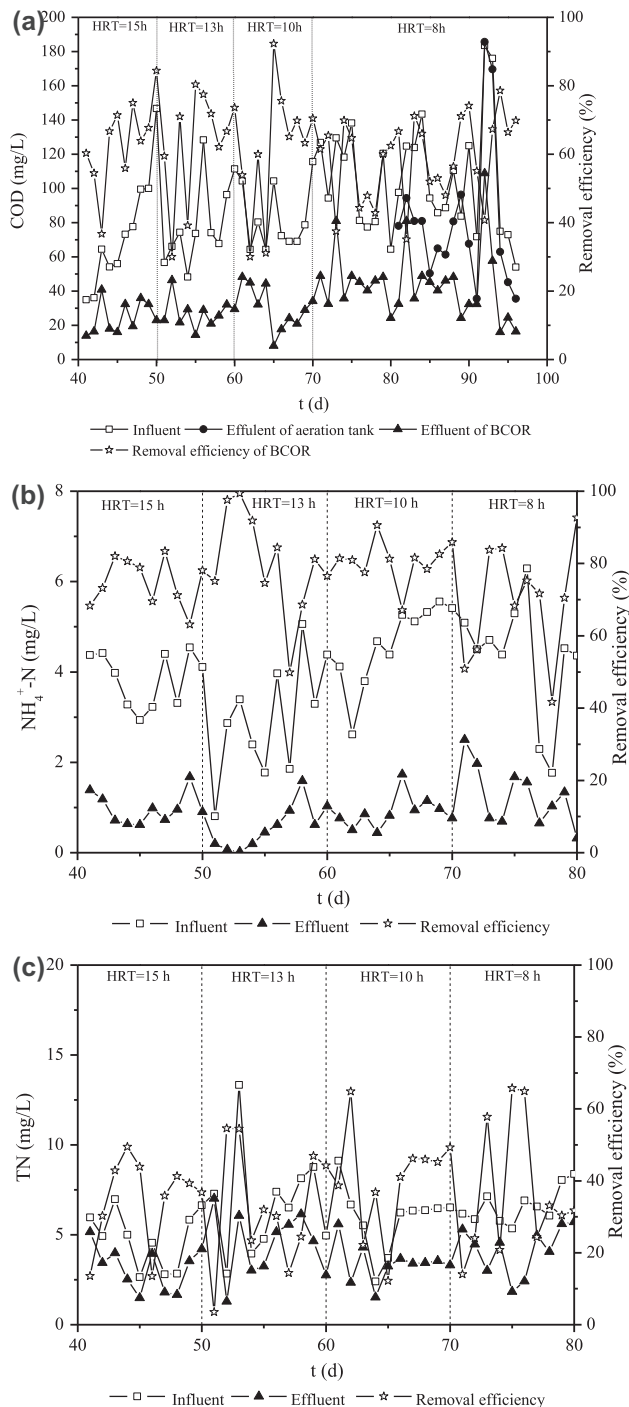 (a)
HRT=15h HRT=13h HRT=10h HRT=8h
200 180 160 140 120 100 80 60 40 20 0
COD (mg/L)
100 80 60 40 20 0
Removal efficiency (%)
40 50 60 70 80 90 100
t (d)
Influent Effulent of aeration tank Effluent of BCOR
Removal efficiency of BCOR
(b)
HRT=15 h HRT=13 h HRT=10 h HRT=8 h
8 6 4 2 0
NH4+-N (mg/L)
100 80 60 40 20 0
Removal efficiency (%)
40 50 60 70 80
t (d)
Influent Effluent Removal efficiency
(c)
HRT=15 h HRT=13 h HRT=10 h HRT=8 h
20 15 10 5 0
TN (mg/L)
100 80 60 40 20 0
Removal efficiency (%)
40 50 60 70 80
t (d)
Influent Effluent Removal efficiency